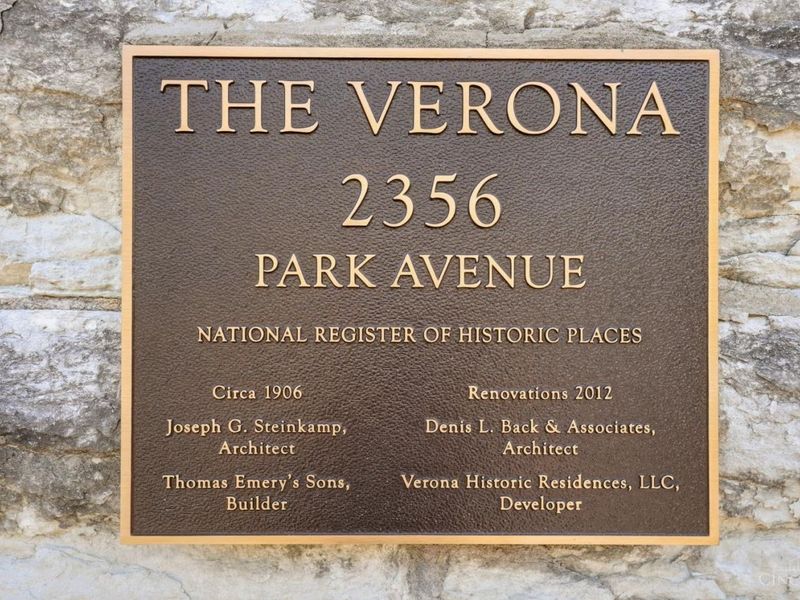 THE VERONA
2356
PARK AVENUE
NATIONAL REGISTER OF HISTORIC PLACES
Circa 1906
Joseph G. Steinkamp,
Architect
Thomas Emery's Sons,
Builder
Renovations 2012
Denis L. Back & Associates,
Architect
Verona Historic Residences, LLC,
Developer